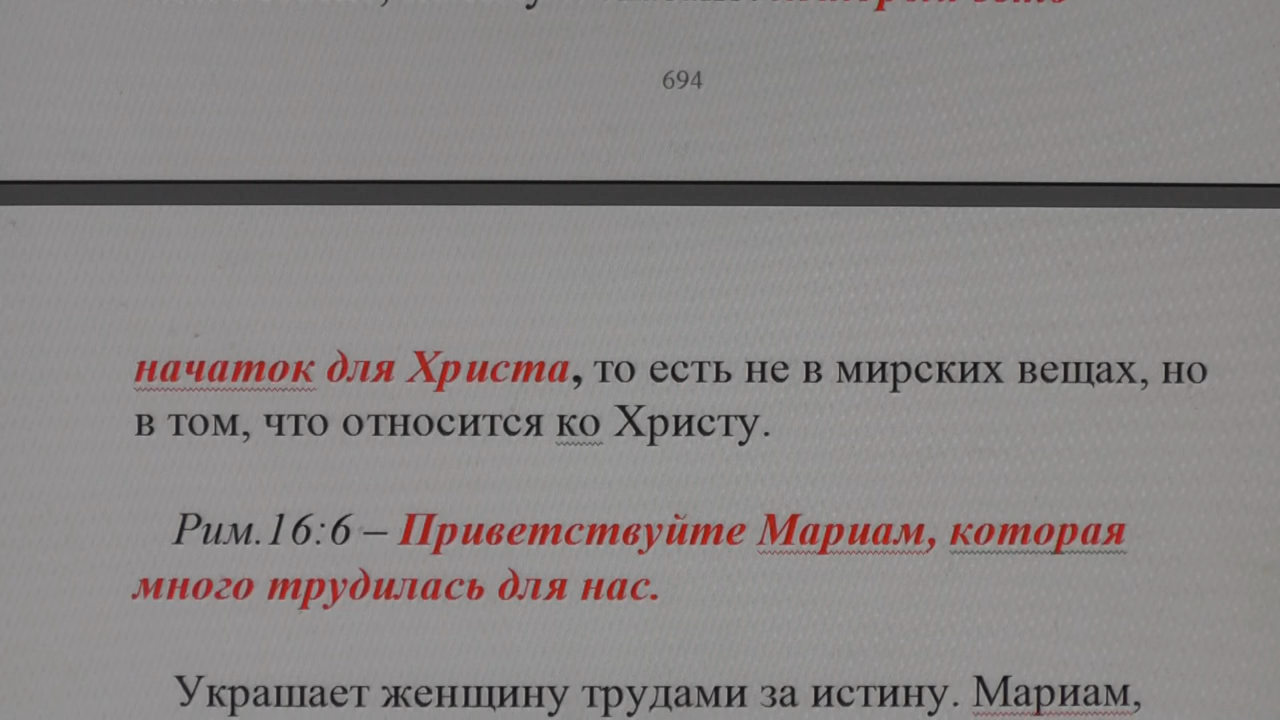 694
начаток для Христа, то есть не в мирских вещах, но
в том, что относится ко Христу.
Рим.16:6 – Приветствуйте Мариам, которая
много трудилась для нас.
Украшает женщину трудами за истину. Мариам,